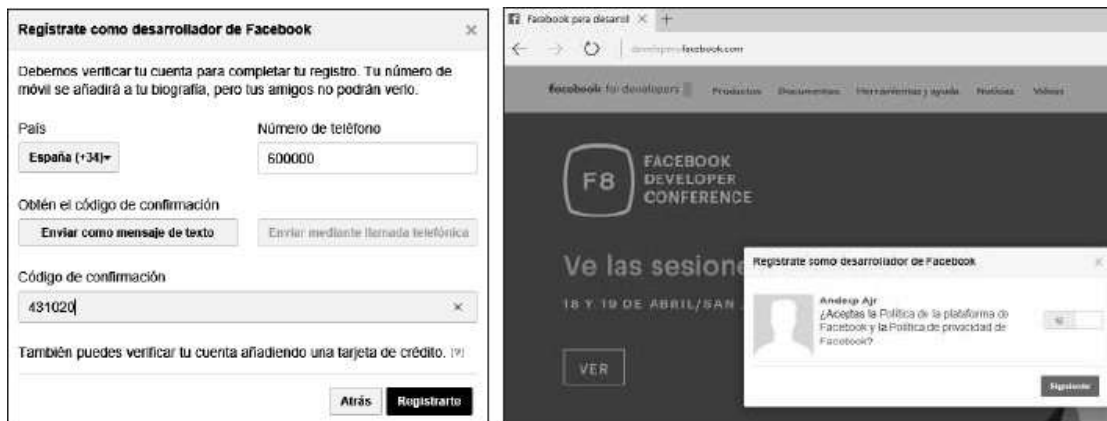 Regístrate como desarrollador de Facebook
Debemos verificar tu cuenta para completar tu registro. Tu número de
móvil se añadirá a tu biografía, pero tus amigos no podrán verlo.
País
Número de teléfono
España (+34)
600000
Obtén el código de confirmación
Enviar como mensaje de texto
Enviar mediante llamada telefónica
Código de confirmación
431020
También puedes verificar tu cuenta añadiendo una tarjeta de crédito. [?]
Atrás
Registrarte
Facebook para desarrol
developers.facebook.com
facebook for developers
Productos
Documentos
Herramientas y ayuda
Noticias
Vídeos
F8
FACEBOOK
DEVELOPER
CONFERENCE
Ve las sesione
18 Y 19 DE ABRIL/SAN
VER
Regístrate como desarrollador de Facebook
Ajr
¿Aceptas la Política de la plataforma de
Facebook y la Política de privacidad de
Facebook?
Siguiente